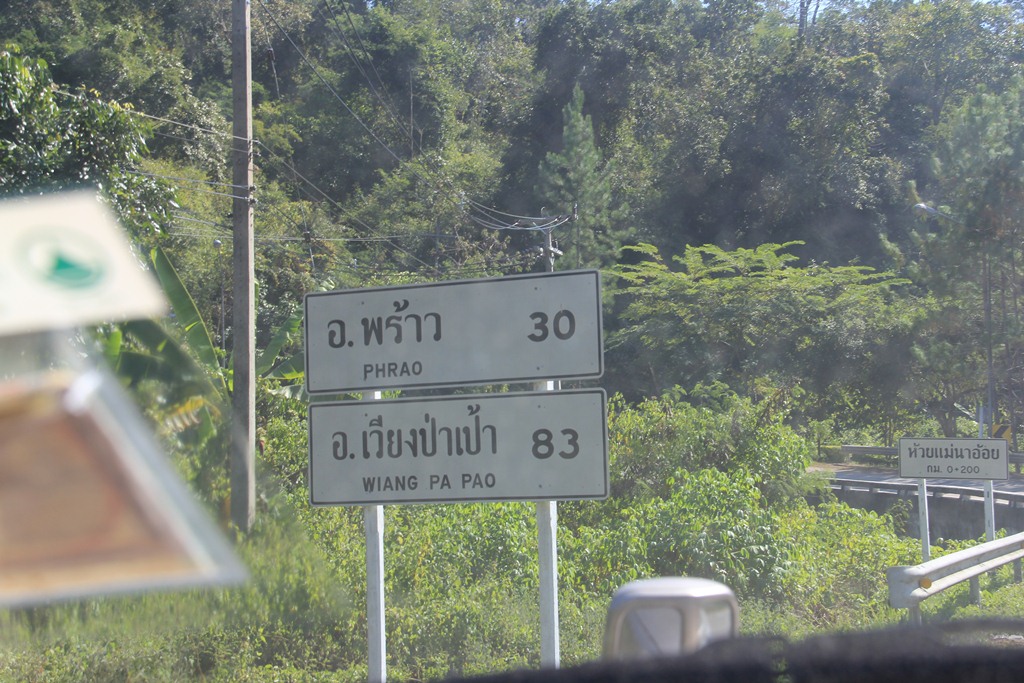 อ.พร้าว 30
PHRAO
อ.เวียงป่าเป้า 83
WIANG PA PAO
ห้วยแม่นาอ้อย
กม. 0+200